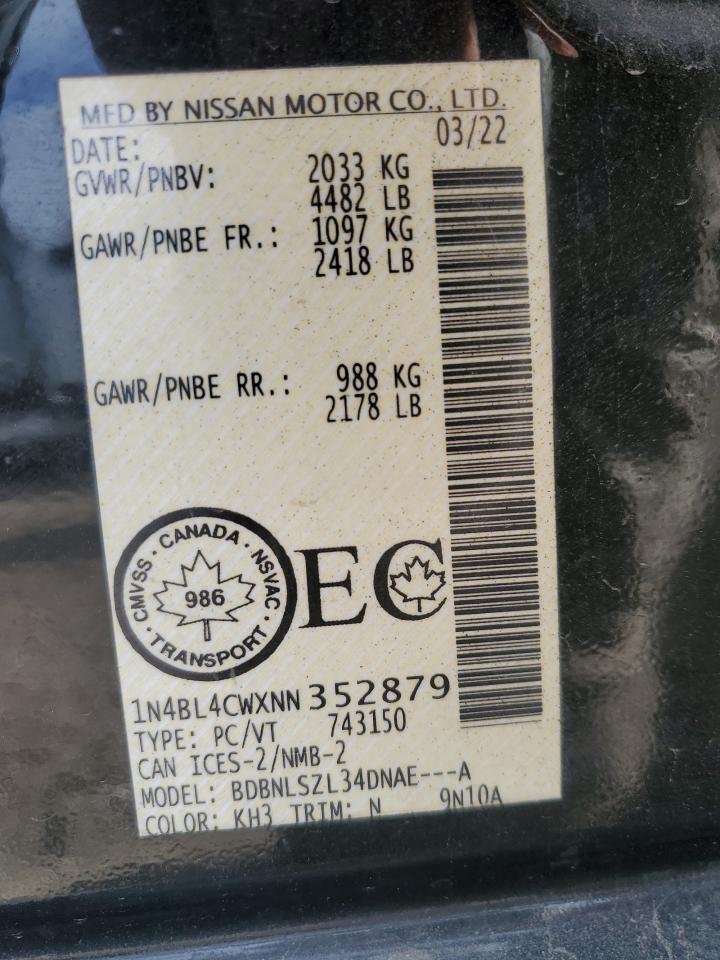 MFD BY NISSAN MOTOR CO., LTD.
DATE: 03/22
GVWR/PNBV: 2033 KG
4482 LB
GAWR/PNBE FR.: 1097 KG
2418 LB
GAWR/PNBE RR.: 988 KG
2178 LB
CMVSS · CANADA · NSVAC · TRANSPORT ·
986
EC
1N4BL4CWXNN352879
TYPE: PC/VT 743150
CAN ICES-2/NMB-2
MODEL: BDBNLSZL34DNAE---A
COLOR: KH3 TRIM: N 9N10A